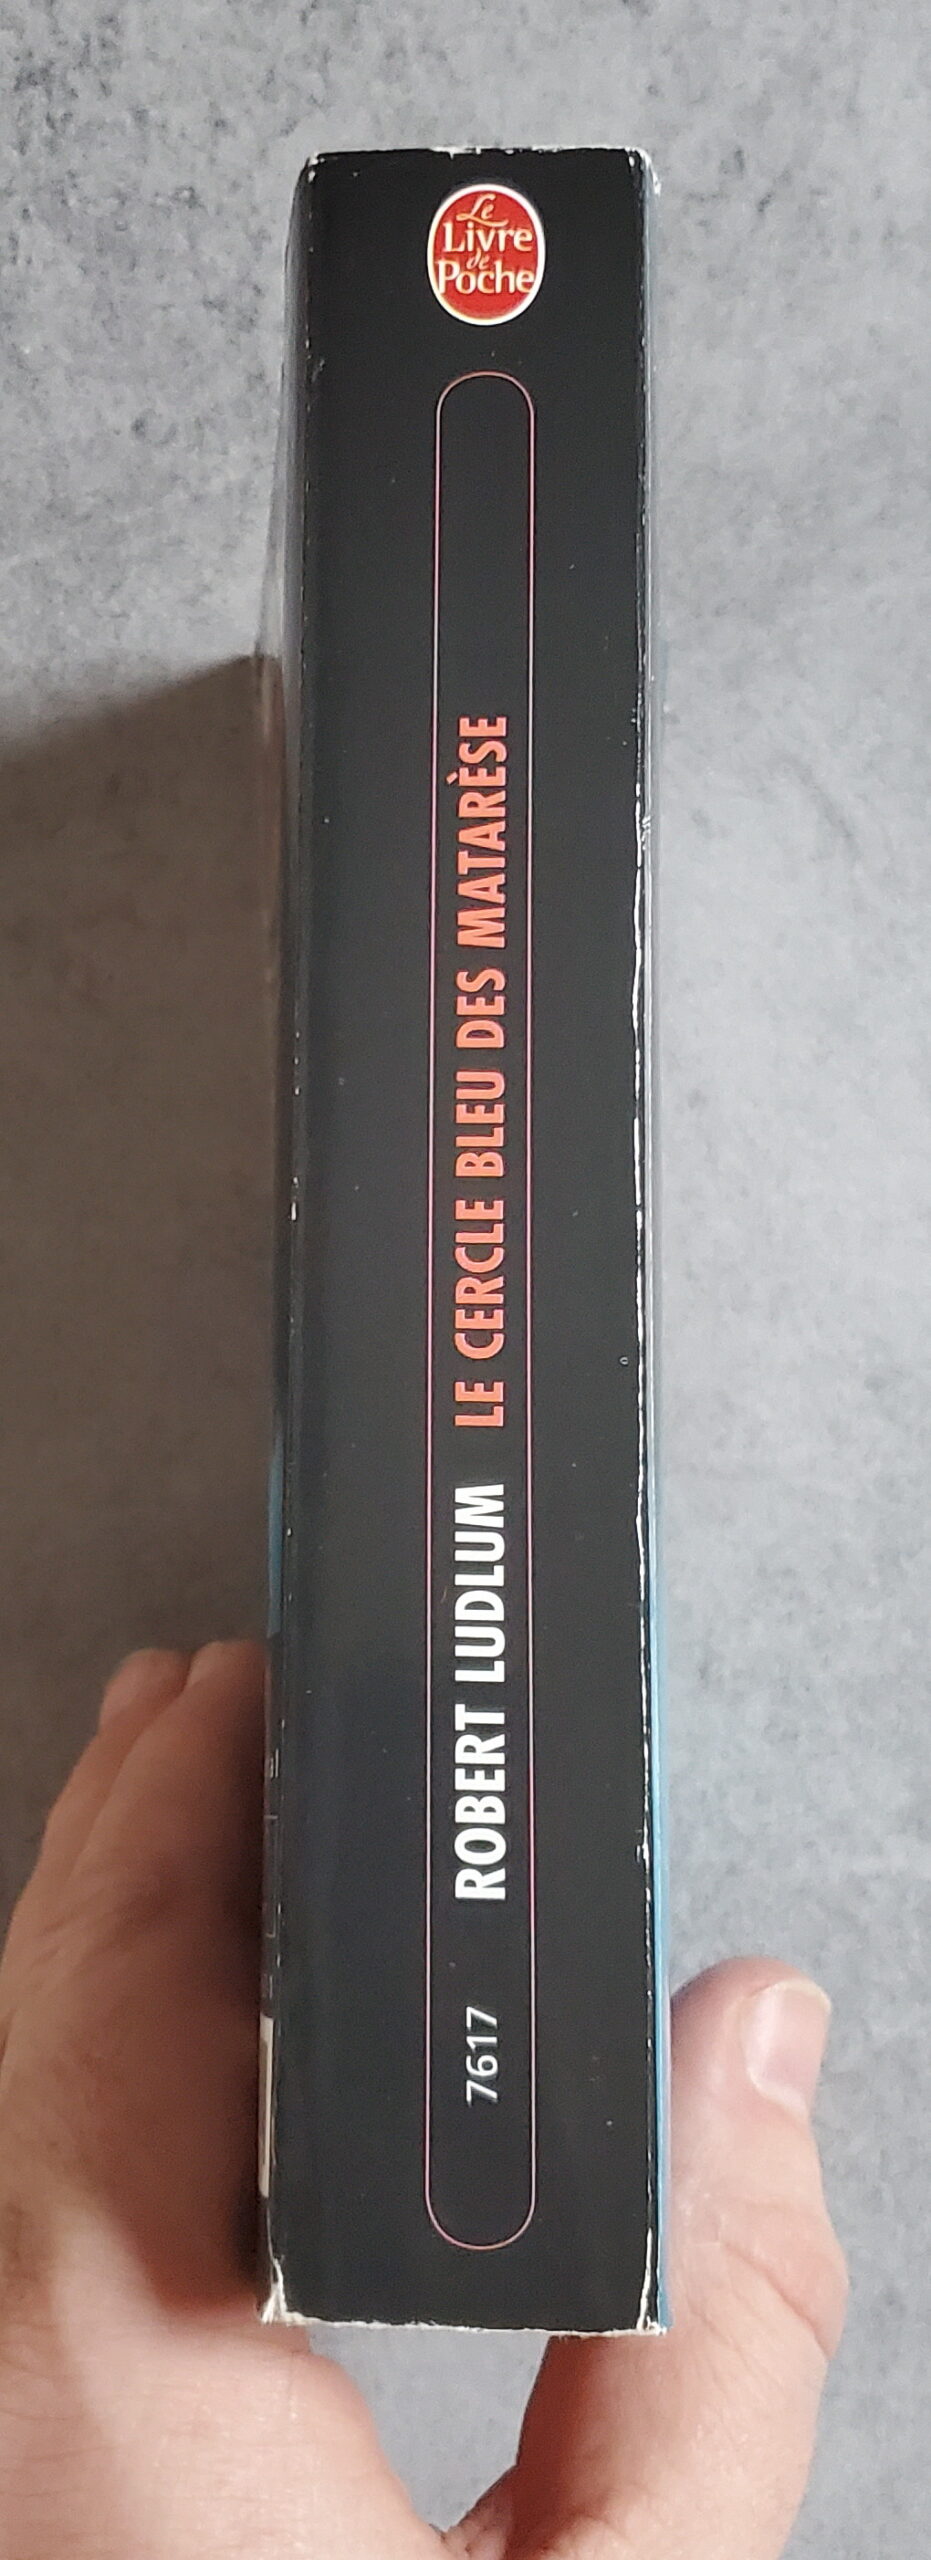 Le
Livre
de
Poche
7617 ROBERT LUDLUM LE CERCLE BLEU DES MATARÈSE